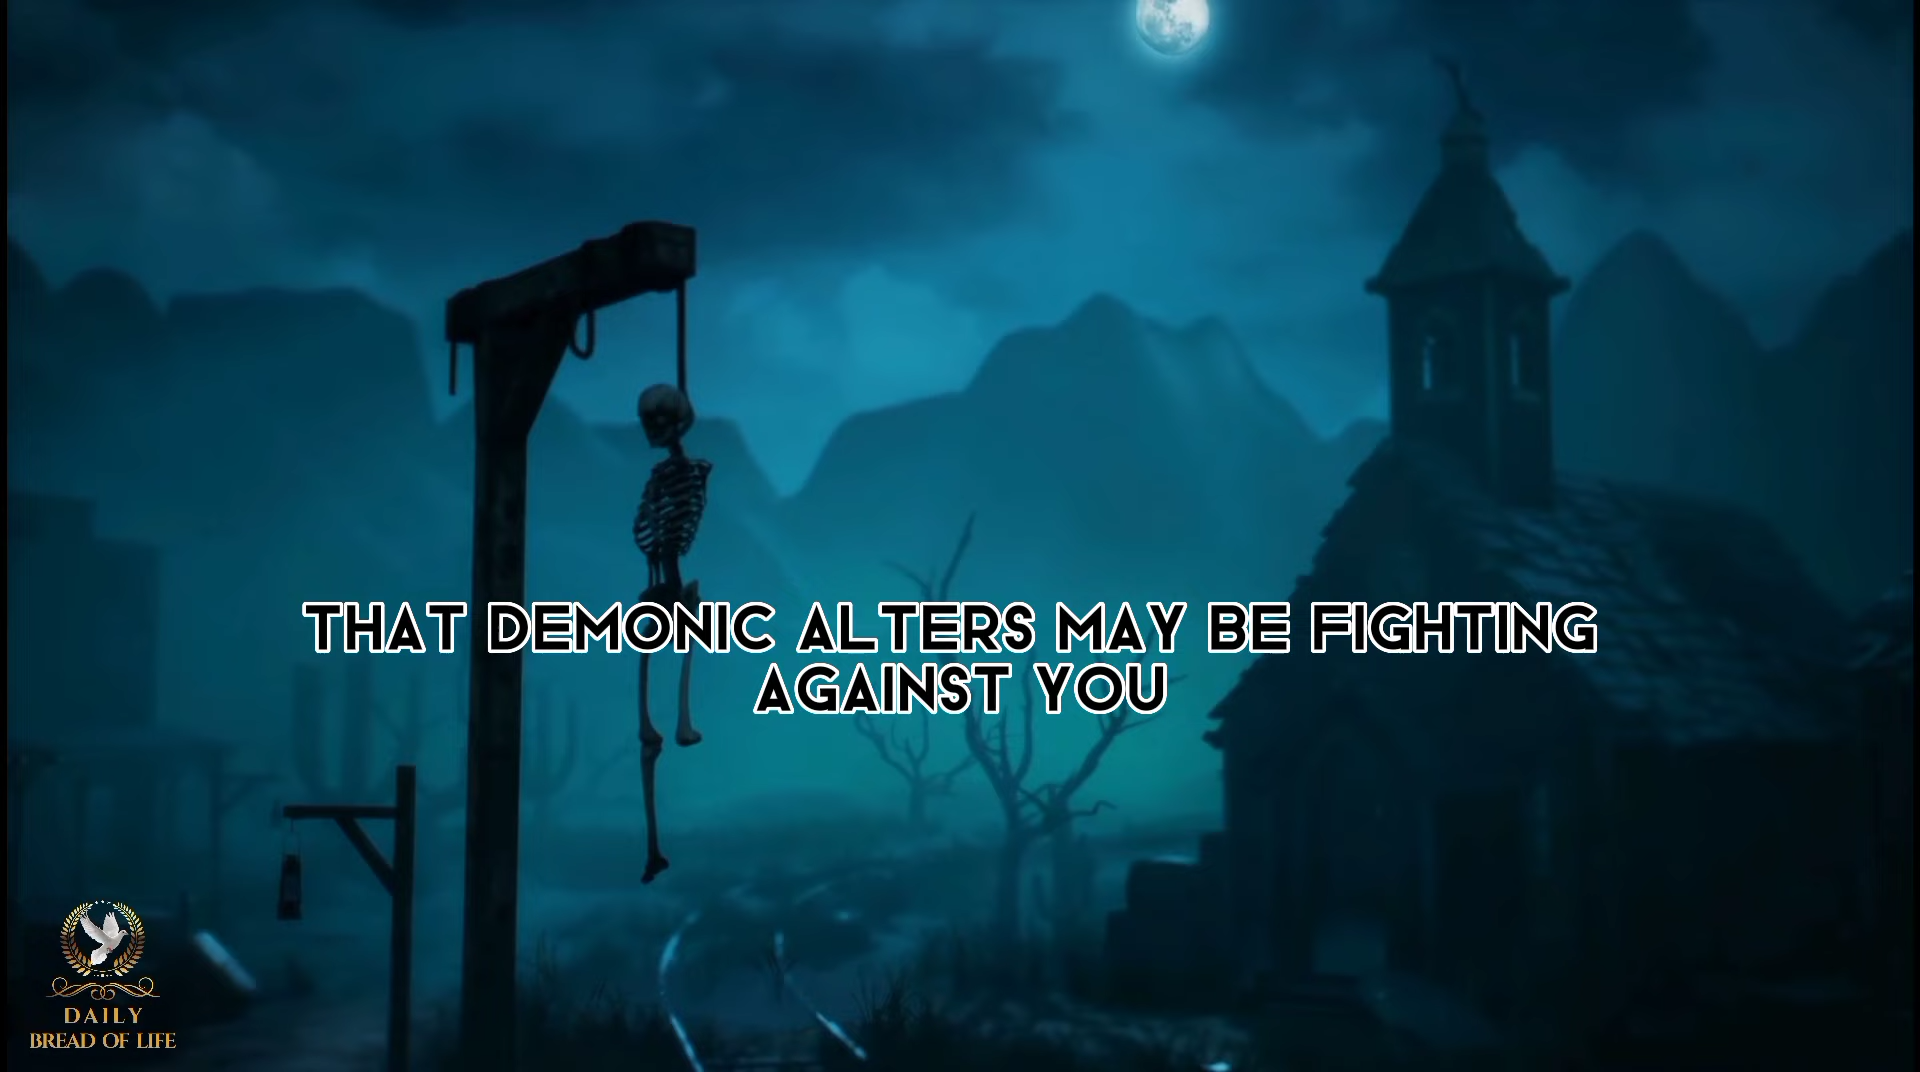 THAT DEMONIC ALTERS MAY BE FIGHTING
AGAINST YOU
DAILY
BREAD OF LIFE